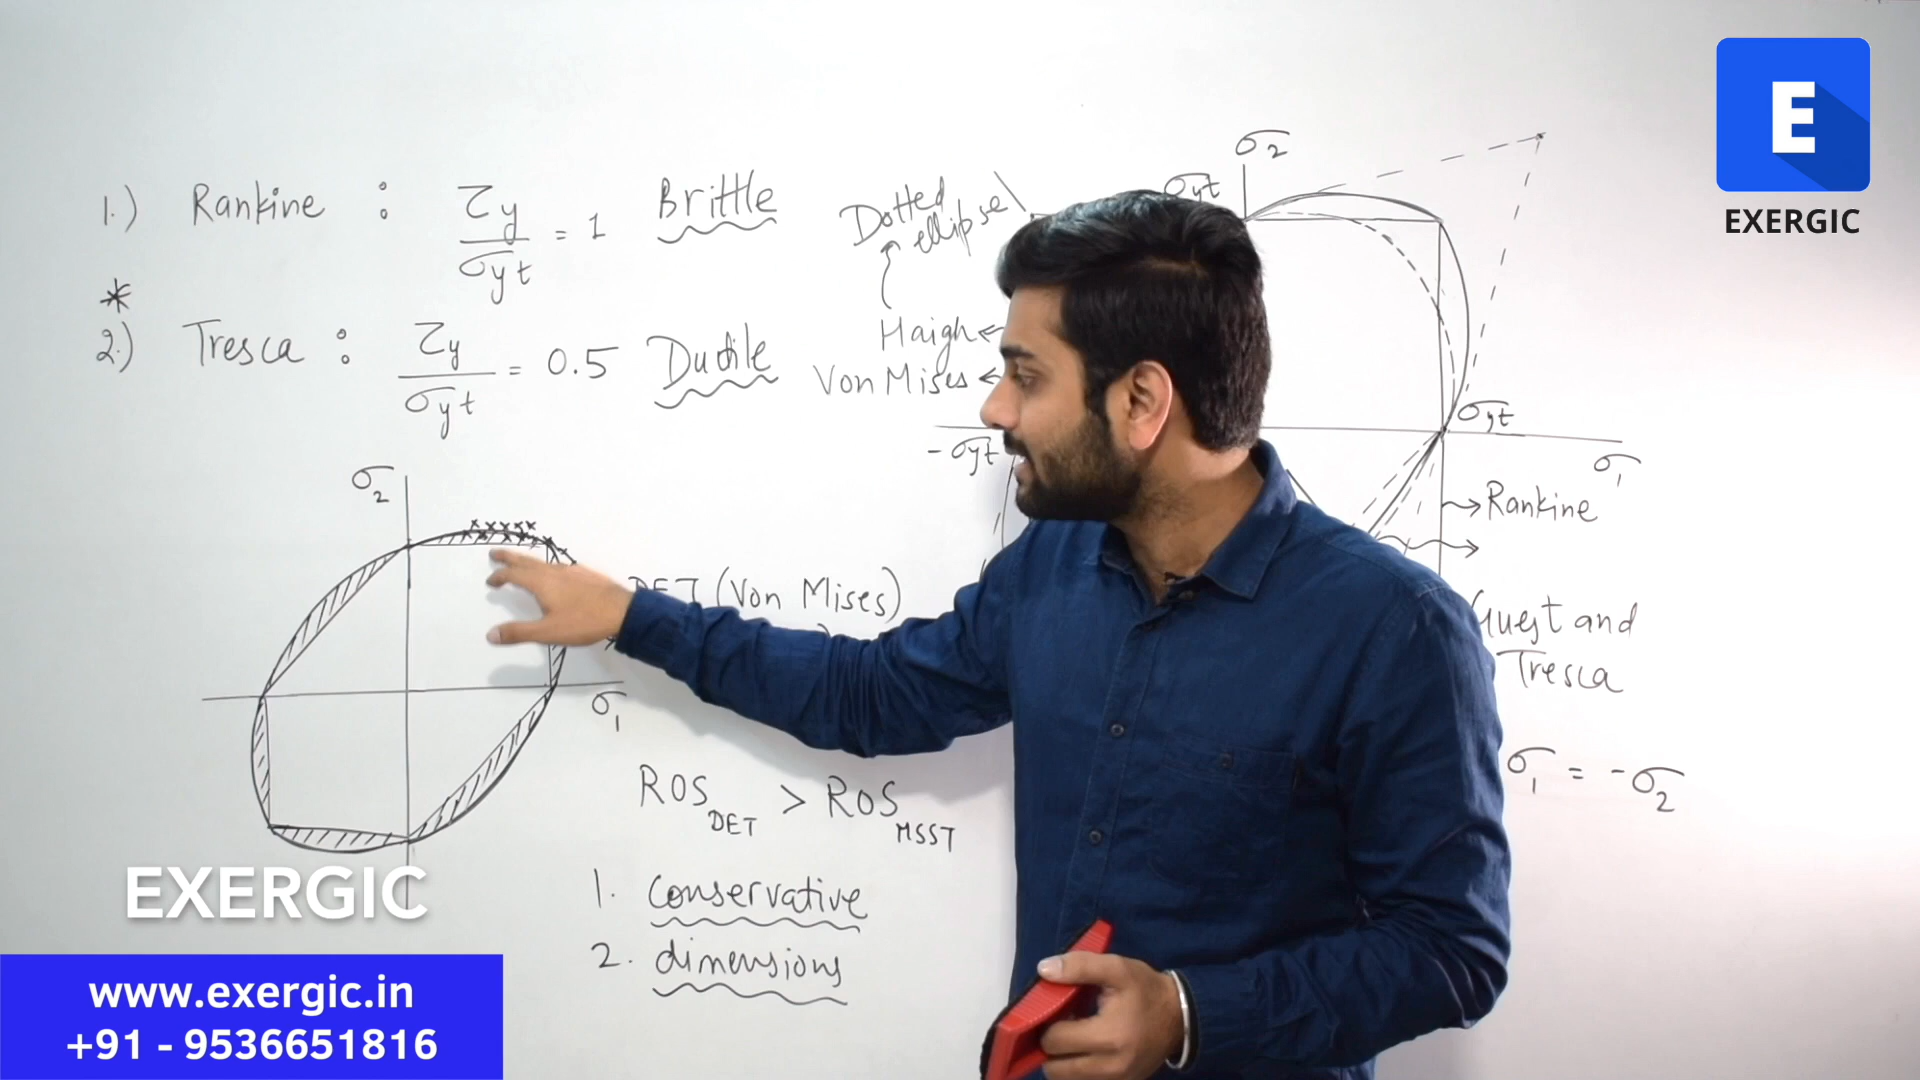 E
EXERGIC
1.) Rankine : τy / σyt = 1 Brittle
*
2.) Tresca : τy / σyt = 0.5 Ductile
Dotted
ellipse
Haigh ←
Von Mises ←
σ2
σyt
σyt
-σyt
σ1
→ Rankine
Guest and
Tresca
σ1 = -σ2
σ2
σ1
DET (Von Mises)
ROS DET > ROS MSST
1. conservative
2. dimensions
EXERGIC
www.exergic.in
+91 - 9536651816